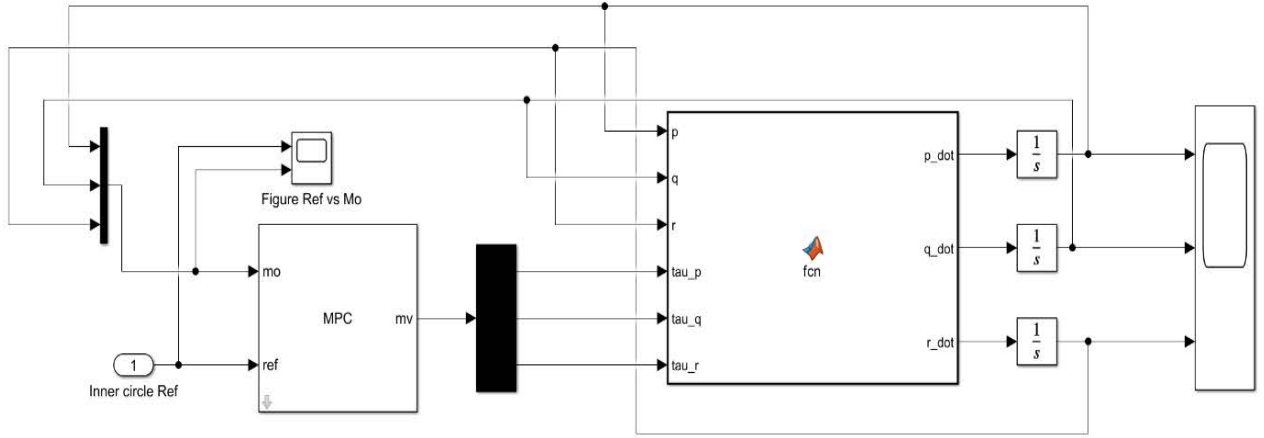 p
p_dot
1
s
q
Figure Ref vs Mo
r
mo
tau_p
fcn
q_dot
1
s
MPC
mv
tau_q
1
ref
tau_r
r_dot
1
s
Inner circle Ref